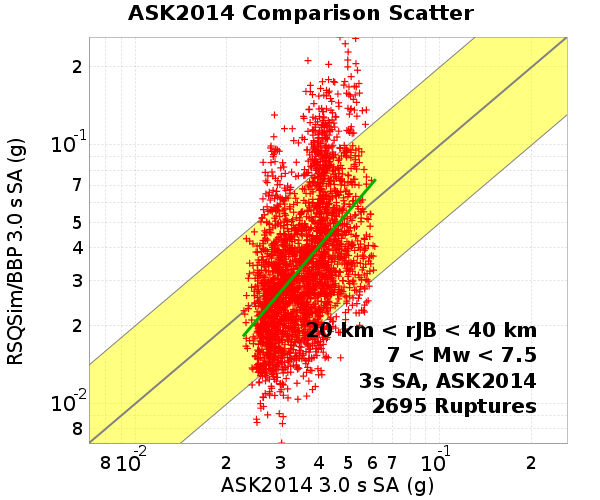 ASK2014 Comparison Scatter
RSQSim/BBP 3.0 s SA (g)
2
10-1
7
5
4
3
2
10-2
8
20 km < rJB < 40 km
7 < Mw < 7.5
3s SA, ASK2014
2695 Ruptures
8 10-2 2 3 4 5 6 7 10-1 2
ASK2014 3.0 s SA (g)